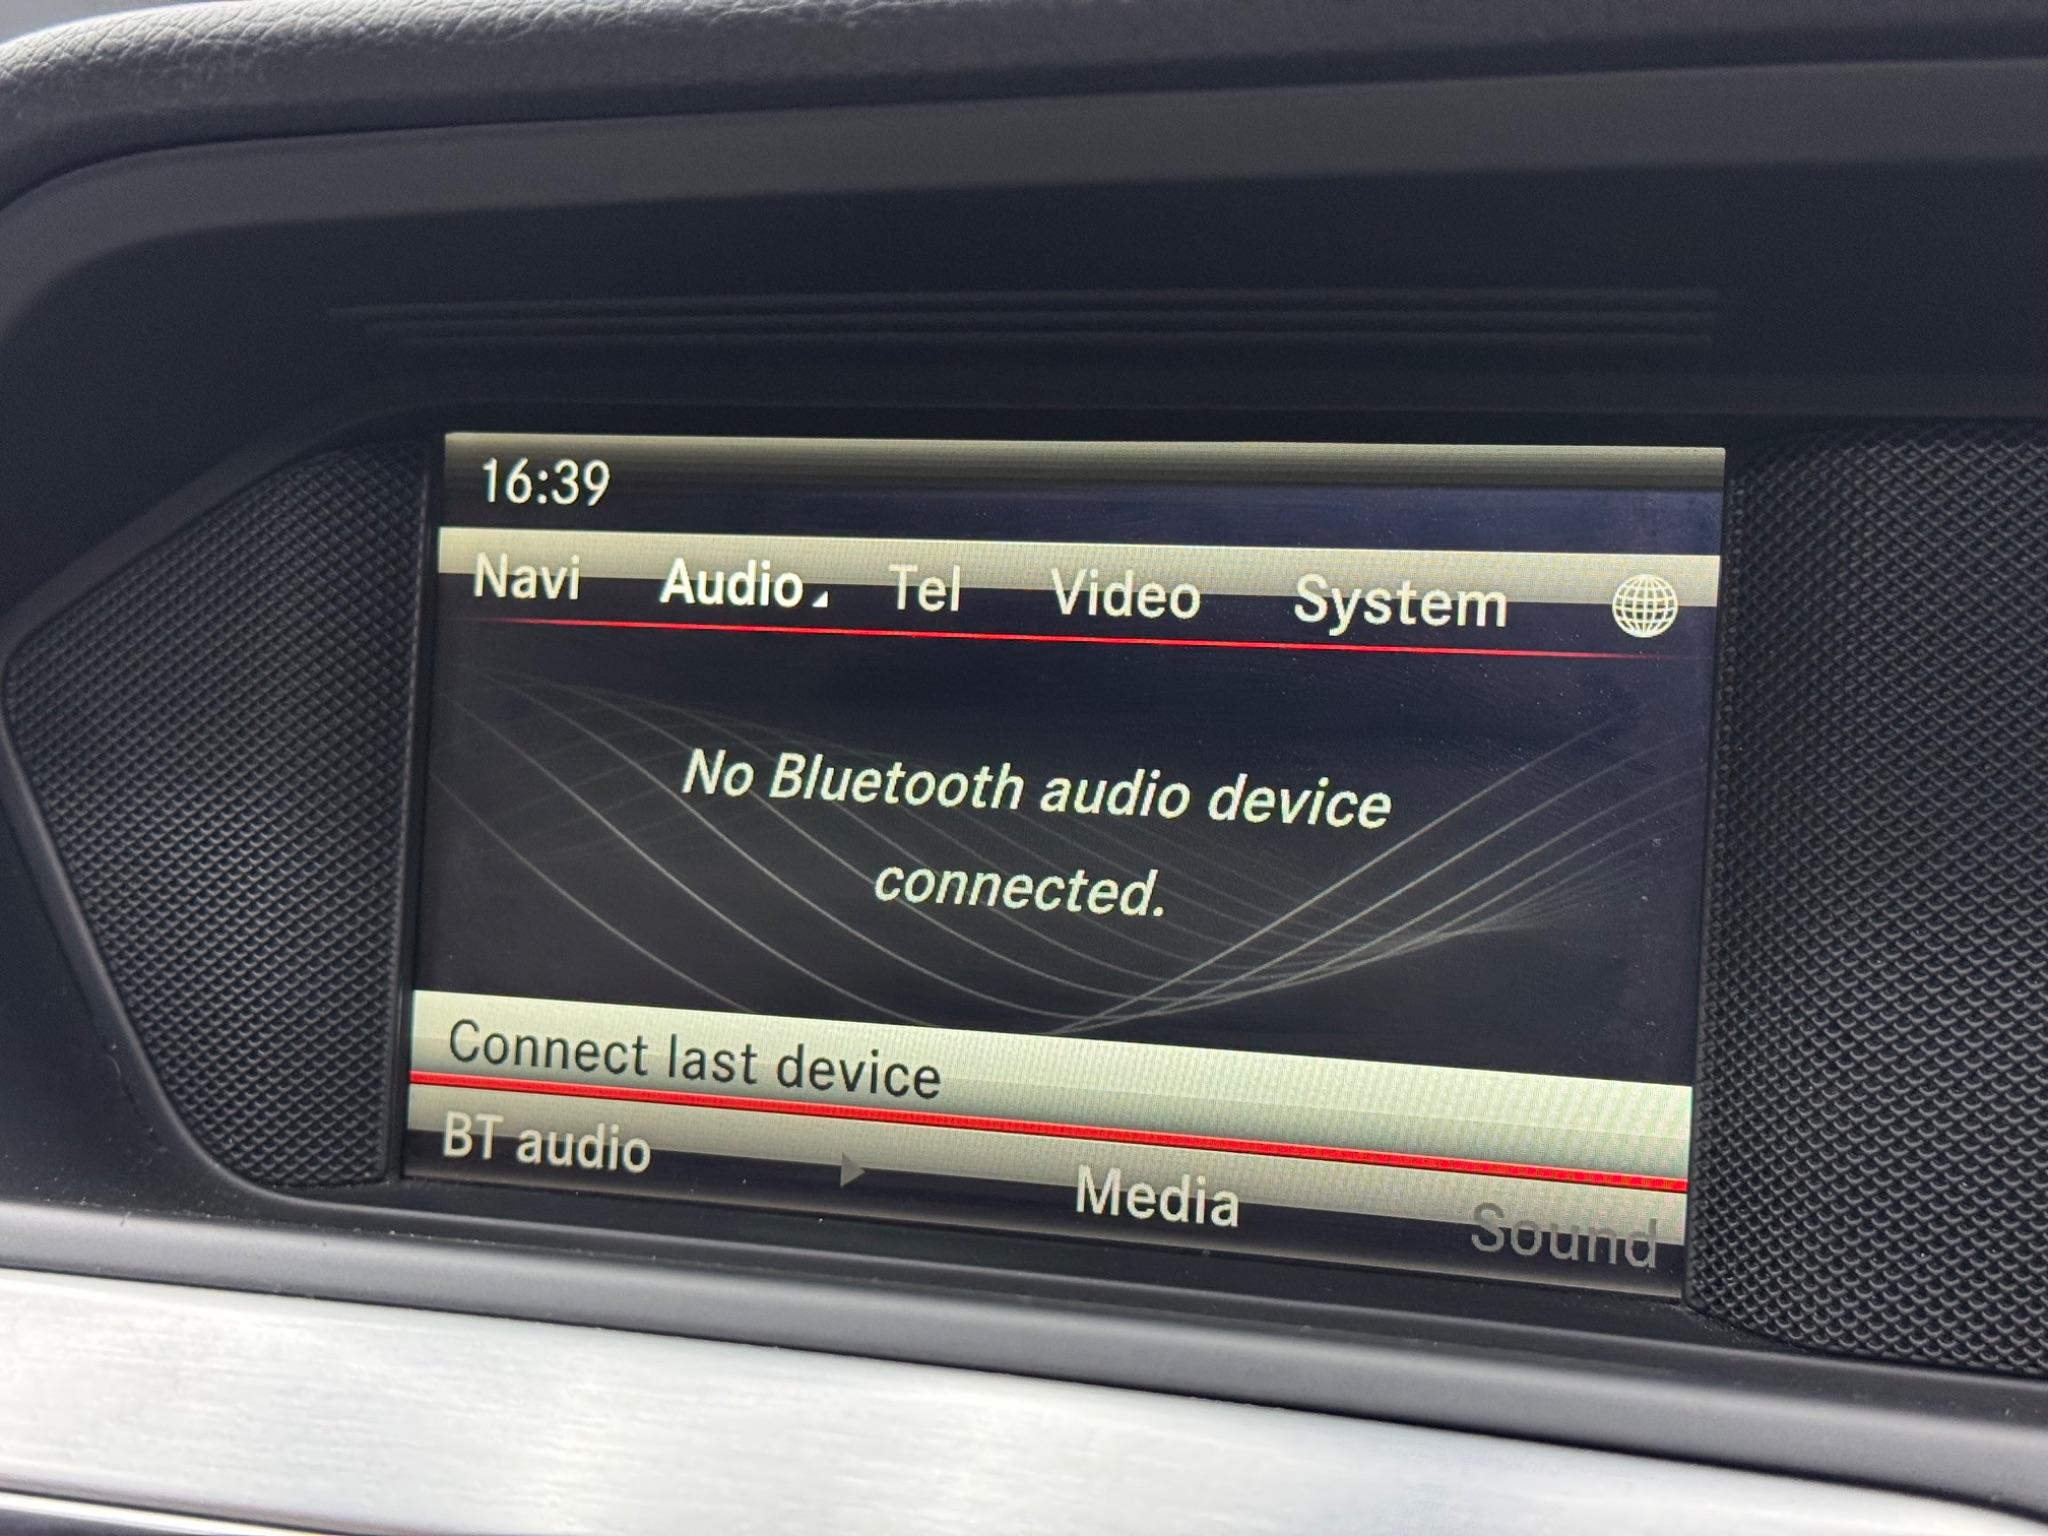 16:39
Navi Audio Tel Video System
No Bluetooth audio device
connected.
Connect last device
BT audio Media Sound